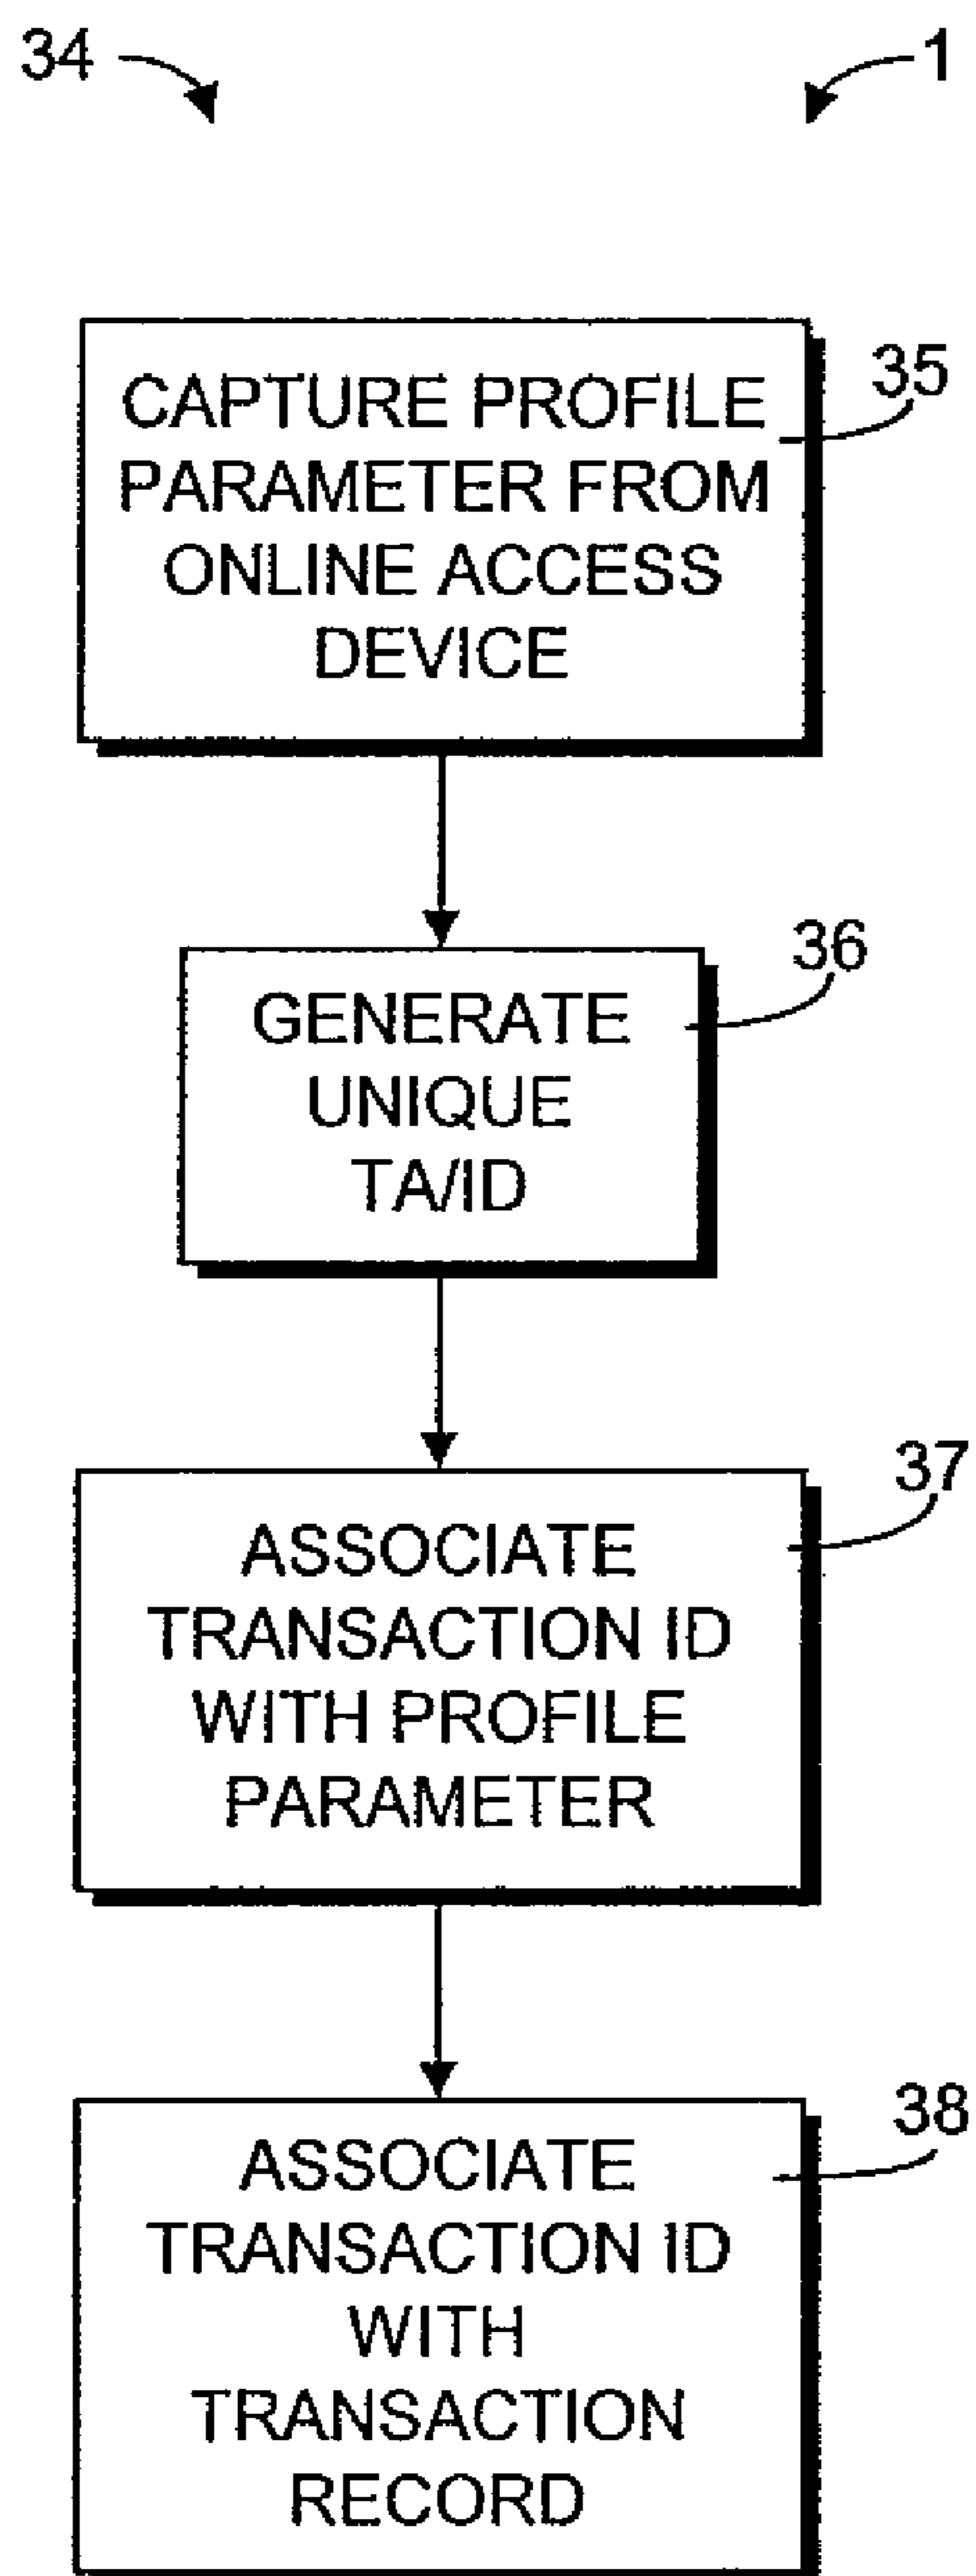 34
1
CAPTURE PROFILE
PARAMETER FROM
ONLINE ACCESS
DEVICE
35
GENERATE
UNIQUE
TA/ID
36
ASSOCIATE
TRANSACTION ID
WITH PROFILE
PARAMETER
37
ASSOCIATE
TRANSACTION ID
WITH
TRANSACTION
RECORD
38